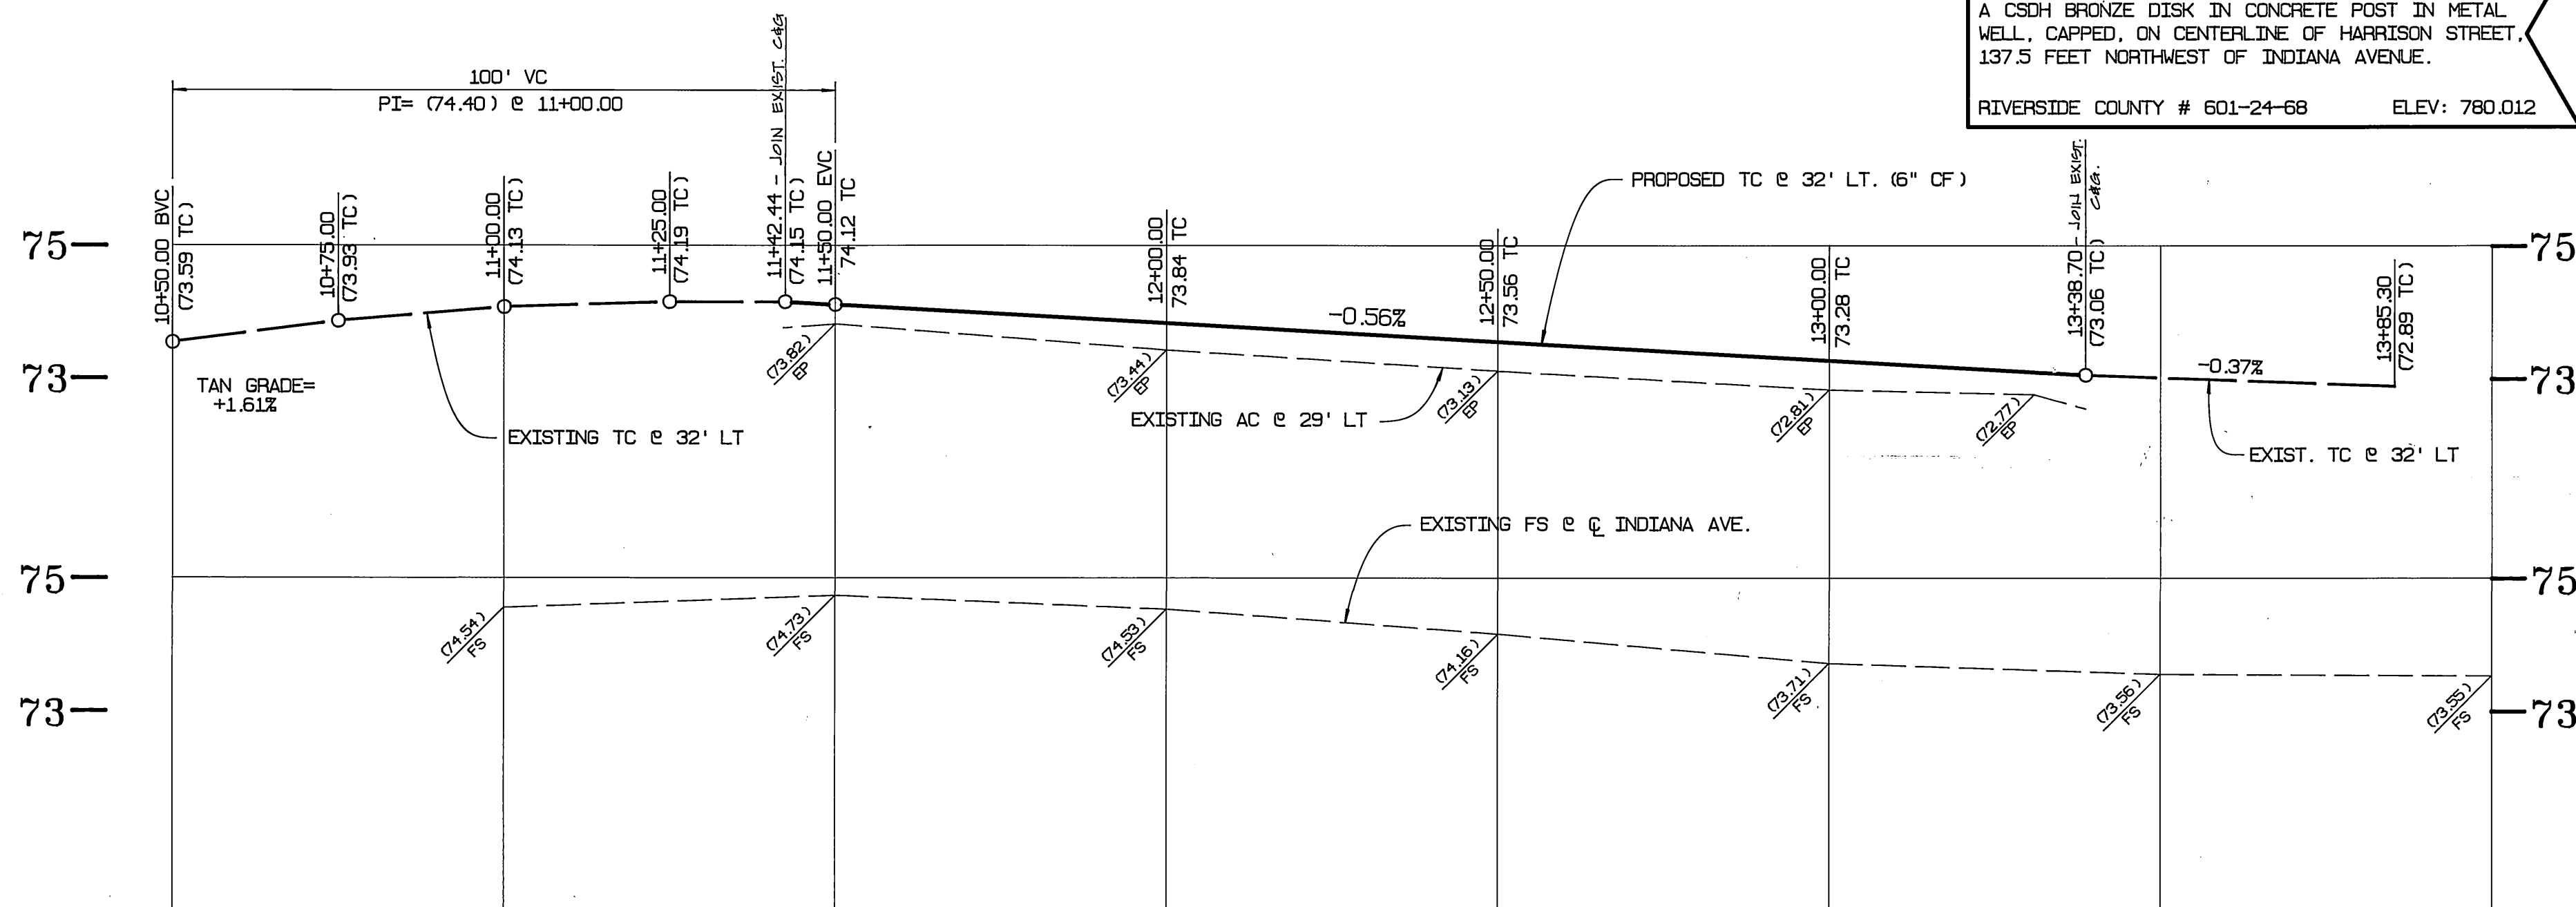 A CSDH BRONZE DISK IN CONCRETE POST IN METAL
WELL, CAPPED, ON CENTERLINE OF HARRISON STREET,
137.5 FEET NORTHWEST OF INDIANA AVENUE.
RIVERSIDE COUNTY # 601-24-68 ELEV: 780.012
100' VC
PI= (74.40) @ 11+00.00
10+50.00 BVC
(73.59 TC)
10+75.00
(73.93 TC)
11+00.00
(74.13 TC)
11+25.00
(74.19 TC)
11+42.44 - JOIN EXIST. C&G
(74.15 TC)
11+50.00 EVC
74.12 TC
12+00.00
73.84 TC
12+50.00
73.56 TC
13+00.00
73.28 TC
13+38.70 - JOIN EXIST.
C&G.
(73.06 TC)
13+85.30
(72.89 TC)
PROPOSED TC @ 32' LT. (6" CF)
75
75
-0.56%
-0.37%
73
73
TAN GRADE=
+1.61%
EXISTING TC @ 32' LT
(73.82)
EP
(73.44)
EP
(73.13)
EP
(72.81)
EP
(72.77)
EP
EXISTING AC @ 29' LT
EXIST. TC @ 32' LT
EXISTING FS @ ℄ INDIANA AVE.
75
75
(74.54)
FS
(74.73)
FS
(74.53)
FS
(74.16)
FS
(73.71)
FS
(73.56)
FS
(73.55)
FS
73
73